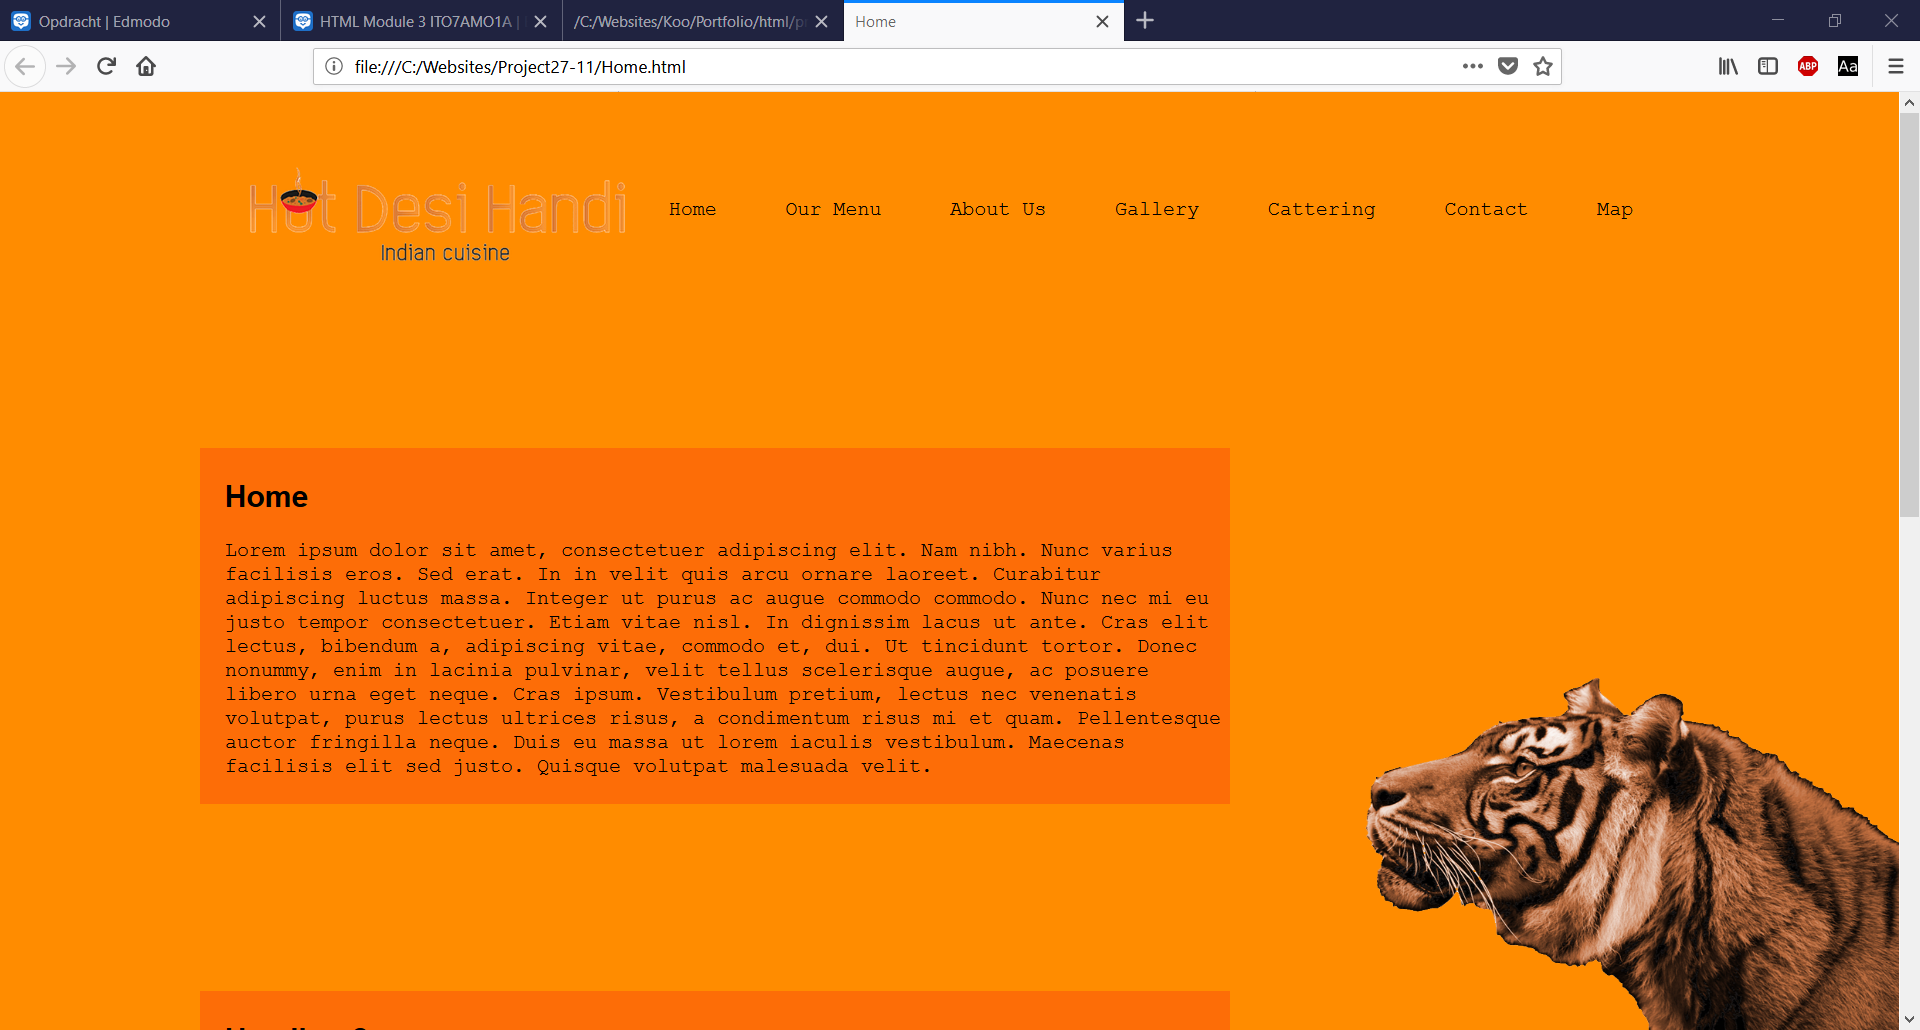 Opdracht | Edmodo
HTML Module 3 ITO7AMO1A |
/C:/Websites/Koo/Portfolio/html/p
Home
file:///C:/Websites/Project27-11/Home.html
ABP
Aa
Hot Desi Handi
Indian cuisine
Home Our Menu About Us Gallery Cattering Contact Map
Home
Lorem ipsum dolor sit amet, consectetuer adipiscing elit. Nam nibh. Nunc varius
facilisis eros. Sed erat. In in velit quis arcu ornare laoreet. Curabitur
adipiscing luctus massa. Integer ut purus ac augue commodo commodo. Nunc nec mi eu
justo tempor consectetuer. Etiam vitae nisl. In dignissim lacus ut ante. Cras elit
lectus, bibendum a, adipiscing vitae, commodo et, dui. Ut tincidunt tortor. Donec
nonummy, enim in lacinia pulvinar, velit tellus scelerisque augue, ac posuere
libero urna eget neque. Cras ipsum. Vestibulum pretium, lectus nec venenatis
volutpat, purus lectus ultrices risus, a condimentum risus mi et quam. Pellentesque
auctor fringilla neque. Duis eu massa ut lorem iaculis vestibulum. Maecenas
facilisis elit sed justo. Quisque volutpat malesuada velit.